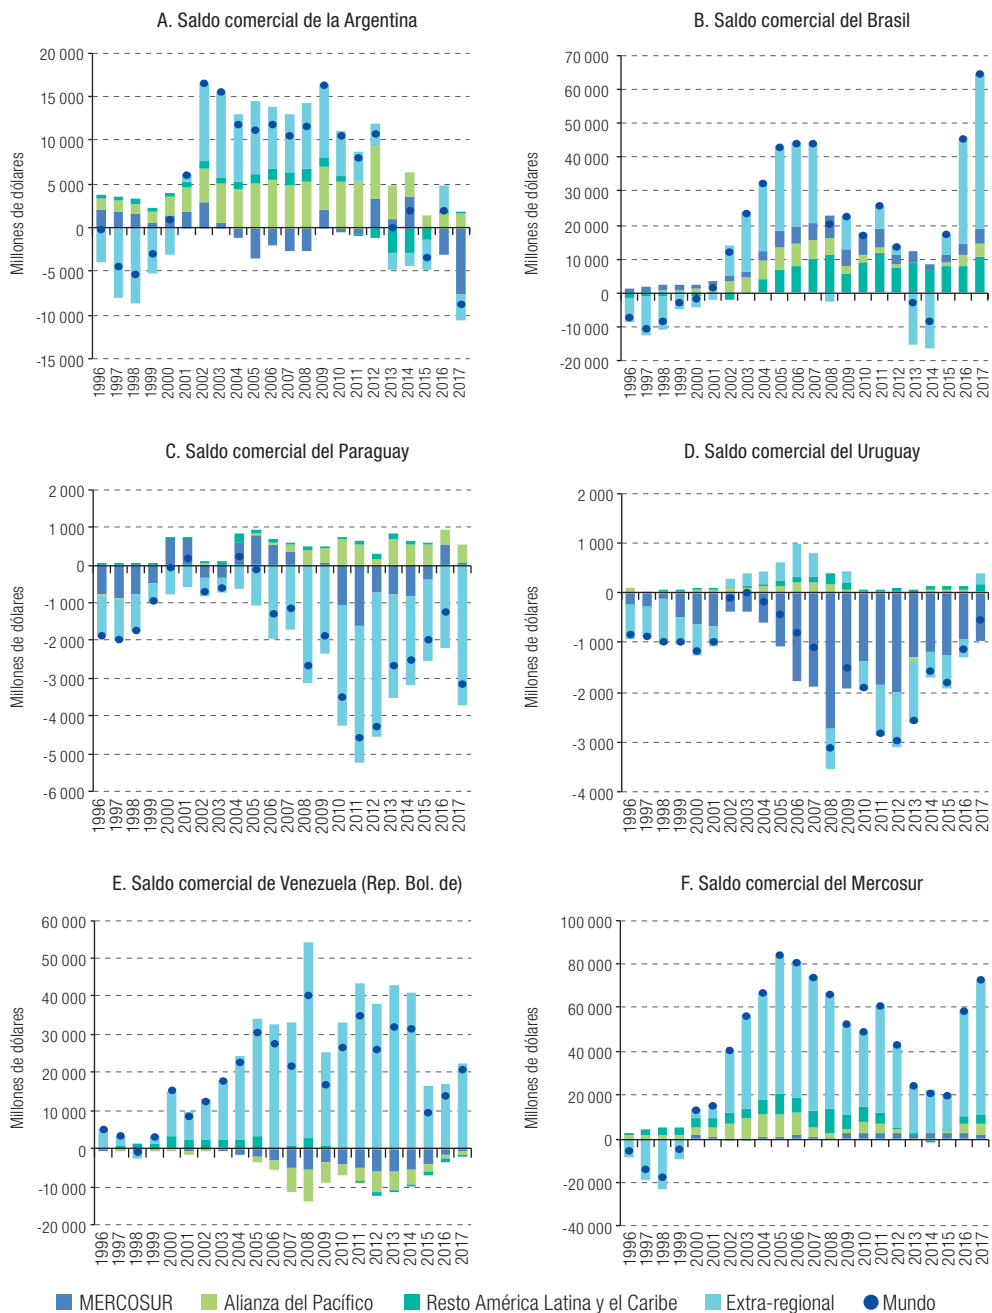 A. Saldo comercial de la Argentina
Millones de dólares
20 000
15 000
10 000
5 000
0
-5 000
-10 000
-15 000
1996 1997 1998 1999 2000 2001 2002 2003 2004 2005 2006 2007 2008 2009 2010 2011 2012 2013 2014 2015 2016 2017
B. Saldo comercial del Brasil
Millones de dólares
70 000
60 000
50 000
40 000
30 000
20 000
10 000
0
-10 000
-20 000
1996 1997 1998 1999 2000 2001 2002 2003 2004 2005 2006 2007 2008 2009 2010 2011 2012 2013 2014 2015 2016 2017
C. Saldo comercial del Paraguay
Millones de dólares
2 000
1 000
0
-1 000
-2 000
-3 000
-4 000
-5 000
-6 000
1996 1997 1998 1999 2000 2001 2002 2003 2004 2005 2006 2007 2008 2009 2010 2011 2012 2013 2014 2015 2016 2017
D. Saldo comercial del Uruguay
Millones de dólares
2 000
1 000
0
-1 000
-2 000
-3 000
-4 000
1996 1997 1998 1999 2000 2001 2002 2003 2004 2005 2006 2007 2008 2009 2010 2011 2012 2013 2014 2015 2016 2017
E. Saldo comercial de Venezuela (Rep. Bol. de)
Millones de dólares
60 000
50 000
40 000
30 000
20 000
10 000
0
-10 000
-20 000
1996 1997 1998 1999 2000 2001 2002 2003 2004 2005 2006 2007 2008 2009 2010 2011 2012 2013 2014 2015 2016 2017
F. Saldo comercial del Mercosur
Millones de dólares
100 000
80 000
60 000
40 000
20 000
0
-20 000
-40 000
1996 1997 1998 1999 2000 2001 2002 2003 2004 2005 2006 2007 2008 2009 2010 2011 2012 2013 2014 2015 2016 2017
MERCOSUR Alianza del Pacífico Resto América Latina y el Caribe Extra-regional Mundo